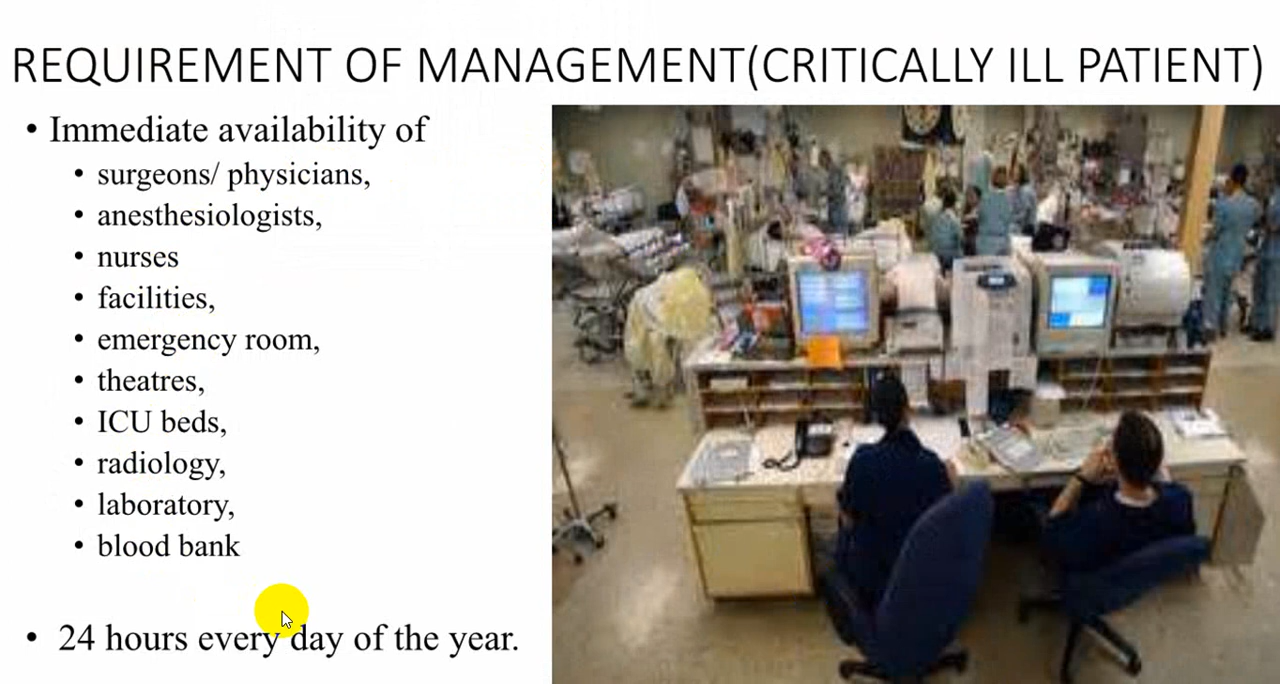 REQUIREMENT OF MANAGEMENT(CRITICALLY ILL PATIENT)
• Immediate availability of
• surgeons/ physicians,
• anesthesiologists,
• nurses
• facilities,
• emergency room,
• theatres,
• ICU beds,
• radiology,
• laboratory,
• blood bank
• 24 hours every day of the year.